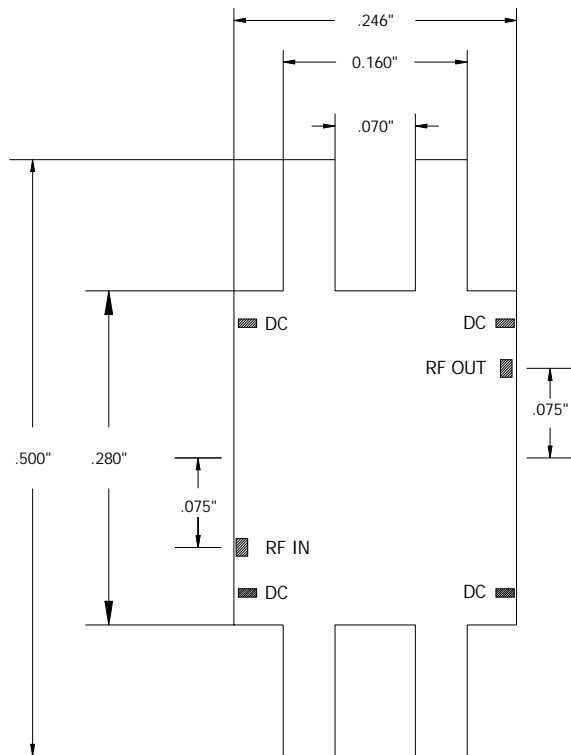 .246"
0.160"
.070"
DC
DC
RF OUT
.075"
.500"
.280"
.075"
RF IN
DC
DC